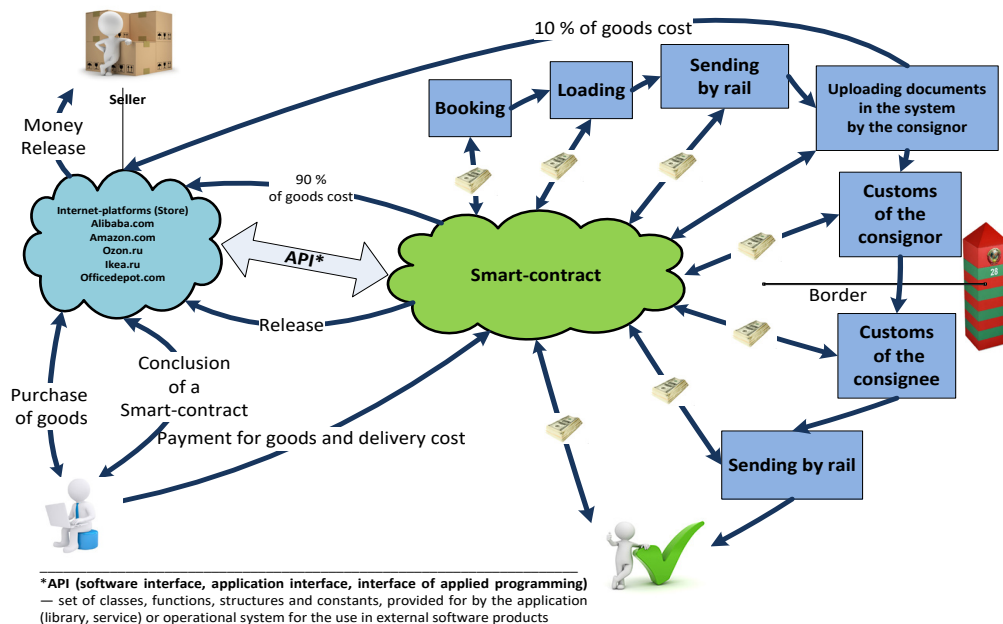 10 % of goods cost
Seller
Money
Release
Booking
Loading
Sending
by rail
Uploading documents
in the system
by the consignor
Internet-platforms (Store)
Alibaba.com
Amazon.com
Ozon.ru
Ikea.ru
Officedepot.com
90 %
of goods cost
API*
Smart-contract
Customs
of the
consignor
28
Border
Release
Customs
of the
consignee
Purchase
of goods
Conclusion
of a
Smart-contract
Payment for goods and delivery cost
Sending by rail
*API (software interface, application interface, interface of applied programming)
— set of classes, functions, structures and constants, provided for by the application
(library, service) or operational system for the use in external software products